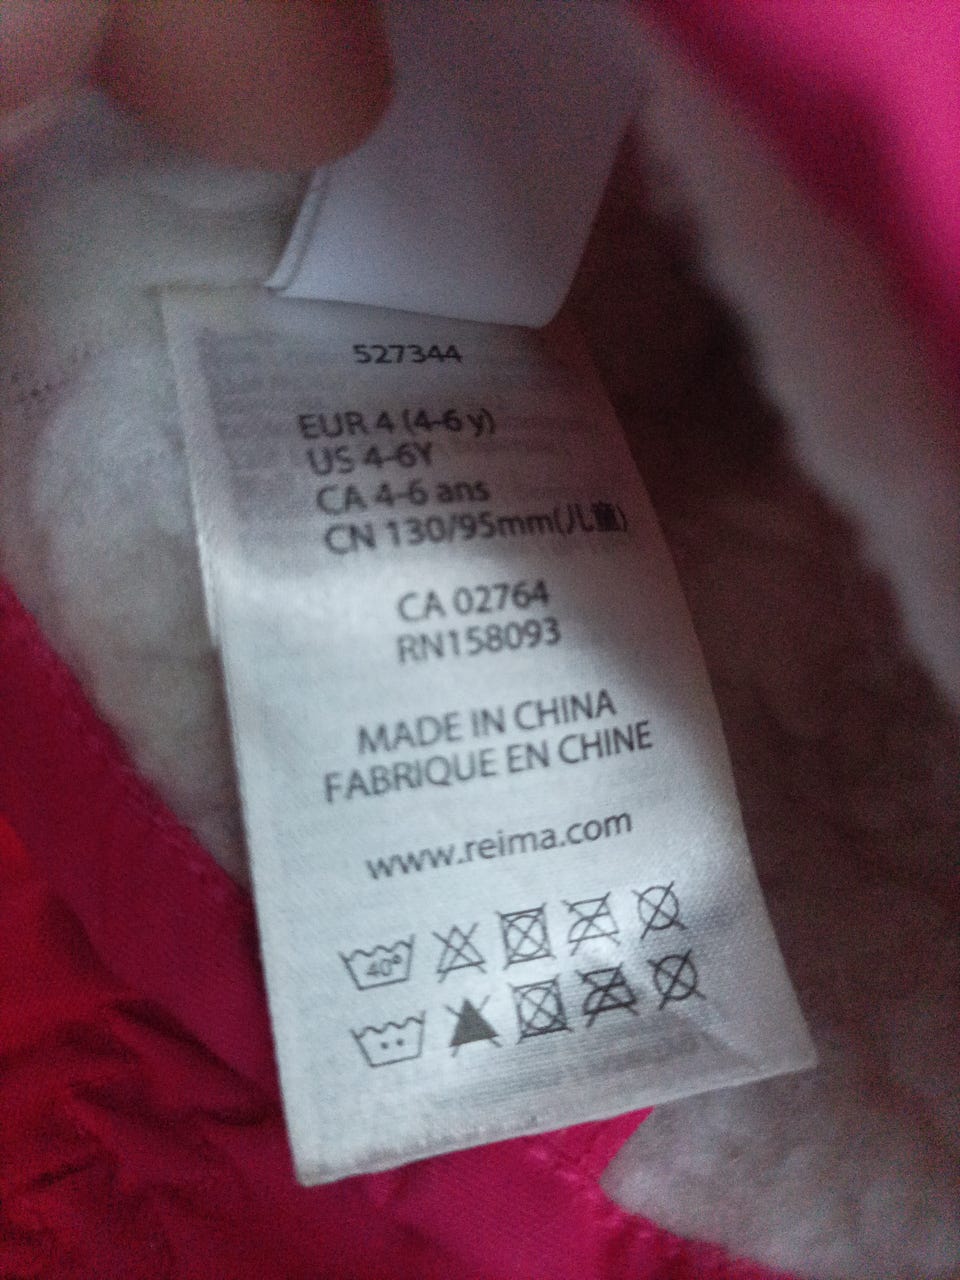 527344
EUR 4 (4-6 y)
US 4-6Y
CA 4-6 ans
CN 130/95mm(儿童)
CA 02764
RN158093
MADE IN CHINA
FABRIQUE EN CHINE
www.reima.com
40°